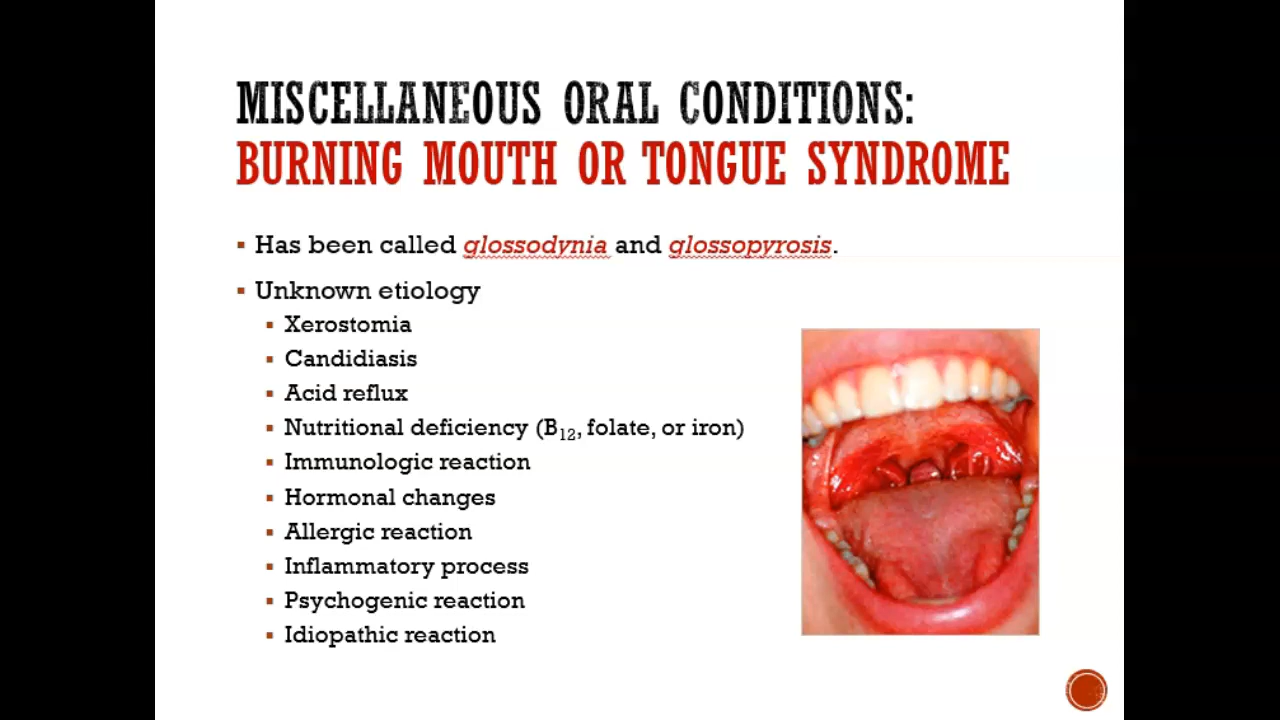 MISCELLANEOUS ORAL CONDITIONS:
BURNING MOUTH OR TONGUE SYNDROME
▪ Has been called glossodynia and glossopyrosis.
▪ Unknown etiology
▪ Xerostomia
▪ Candidiasis
▪ Acid reflux
▪ Nutritional deficiency (B12, folate, or iron)
▪ Immunologic reaction
▪ Hormonal changes
▪ Allergic reaction
▪ Inflammatory process
▪ Psychogenic reaction
▪ Idiopathic reaction